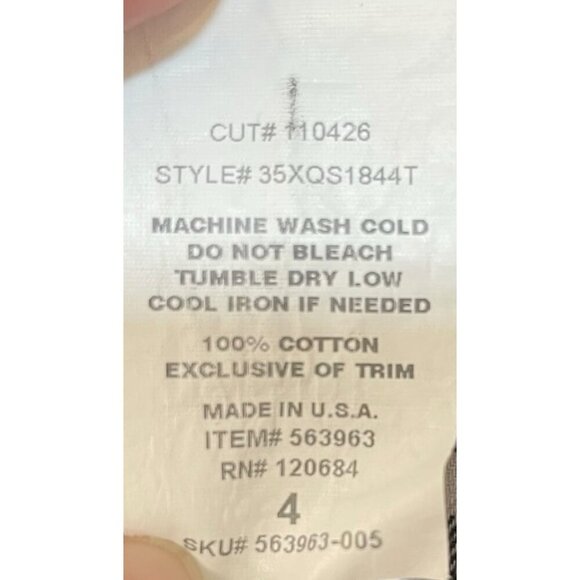 CUT# 110426
STYLE# 35XQS1844T
MACHINE WASH COLD
DO NOT BLEACH
TUMBLE DRY LOW
COOL IRON IF NEEDED
100% COTTON
EXCLUSIVE OF TRIM
MADE IN U.S.A.
ITEM# 563963
RN# 120684
4
SKU# 563963-005